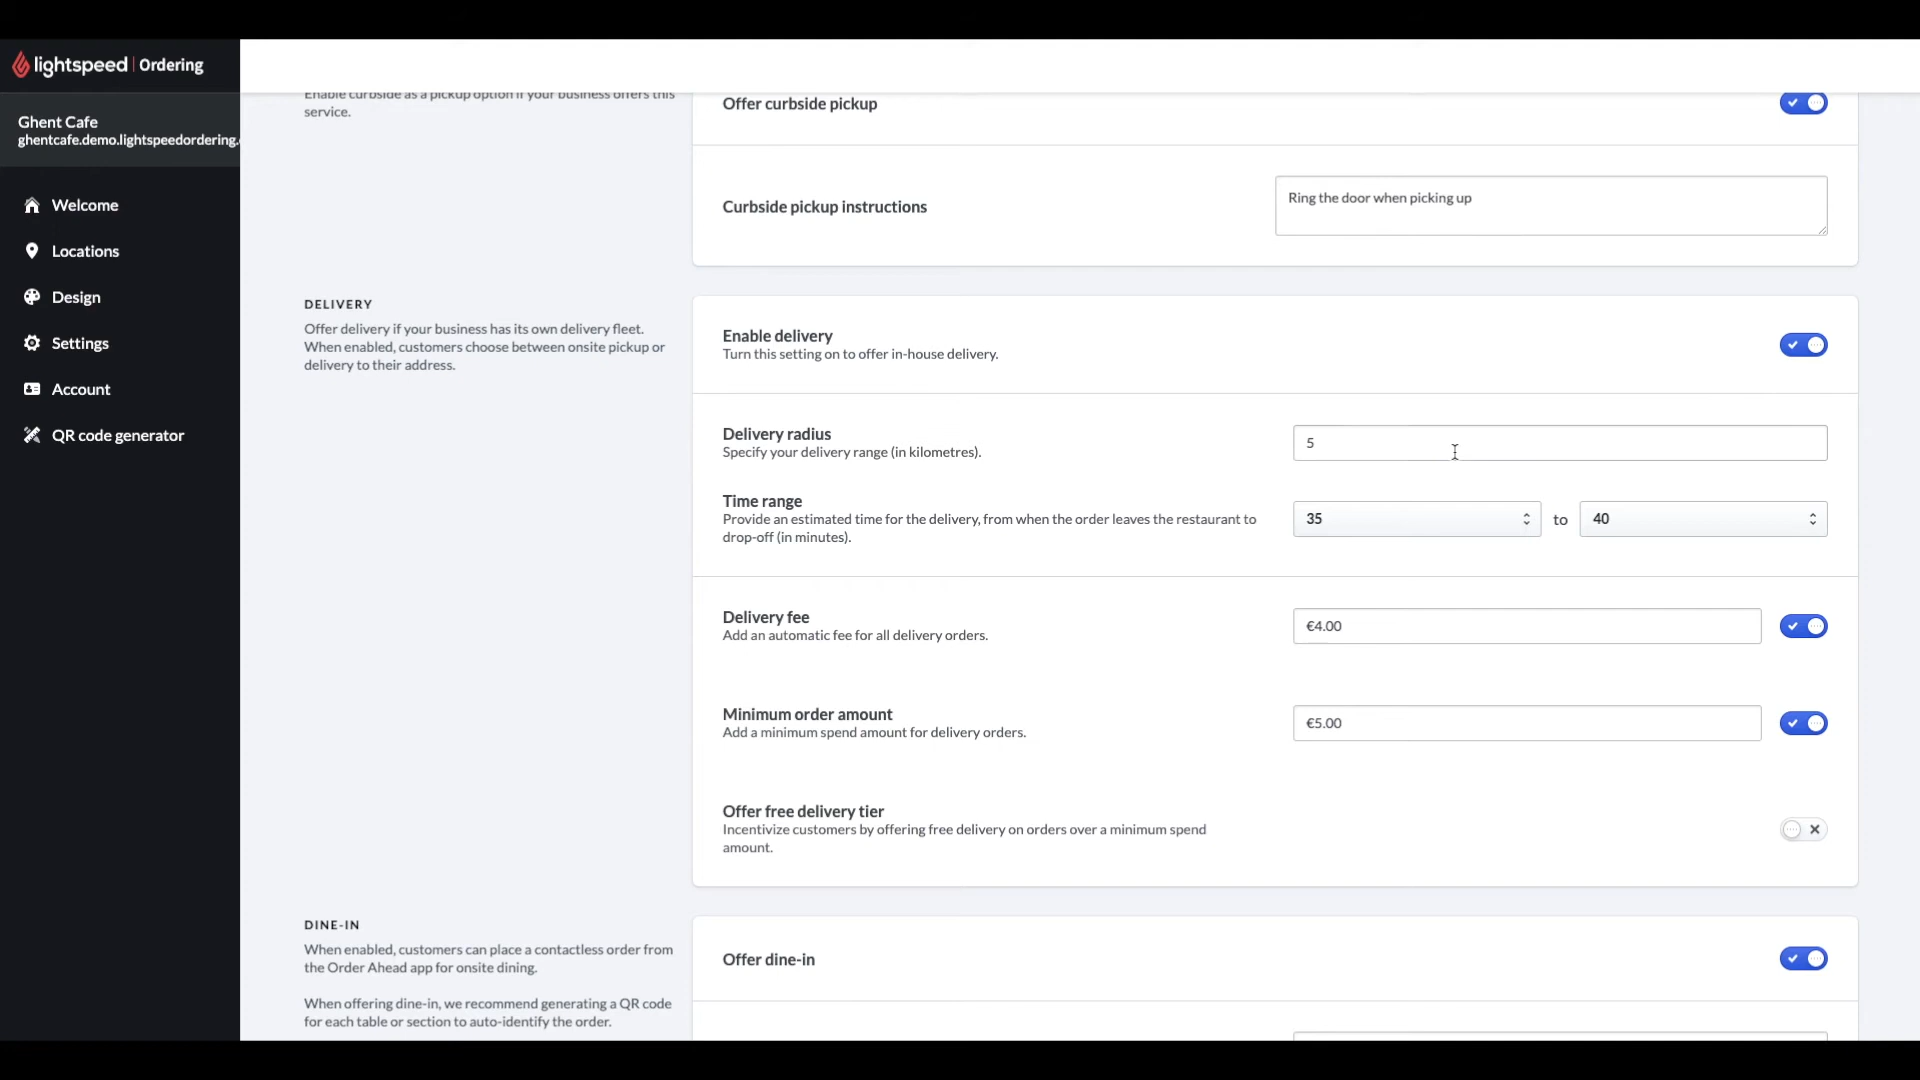 lightspeed | Ordering
Ghent Cafe
ghentcafe.demo.lightspeedordering.
Welcome
Locations
Design
Settings
Account
QR code generator
Enable curbside as a pickup option if your business offers this
service.
Offer curbside pickup
Curbside pickup instructions
Ring the door when picking up
DELIVERY
Offer delivery if your business has its own delivery fleet.
When enabled, customers choose between onsite pickup or
delivery to their address.
Enable delivery
Turn this setting on to offer in-house delivery.
Delivery radius
Specify your delivery range (in kilometres).
5
Time range
Provide an estimated time for the delivery, from when the order leaves the restaurant to
drop-off (in minutes).
35 to 40
Delivery fee
Add an automatic fee for all delivery orders.
€4.00
Minimum order amount
Add a minimum spend amount for delivery orders.
€5.00
Offer free delivery tier
Incentivize customers by offering free delivery on orders over a minimum spend
amount.
DINE-IN
When enabled, customers can place a contactless order from
the Order Ahead app for onsite dining.
When offering dine-in, we recommend generating a QR code
for each table or section to auto-identify the order.
Offer dine-in